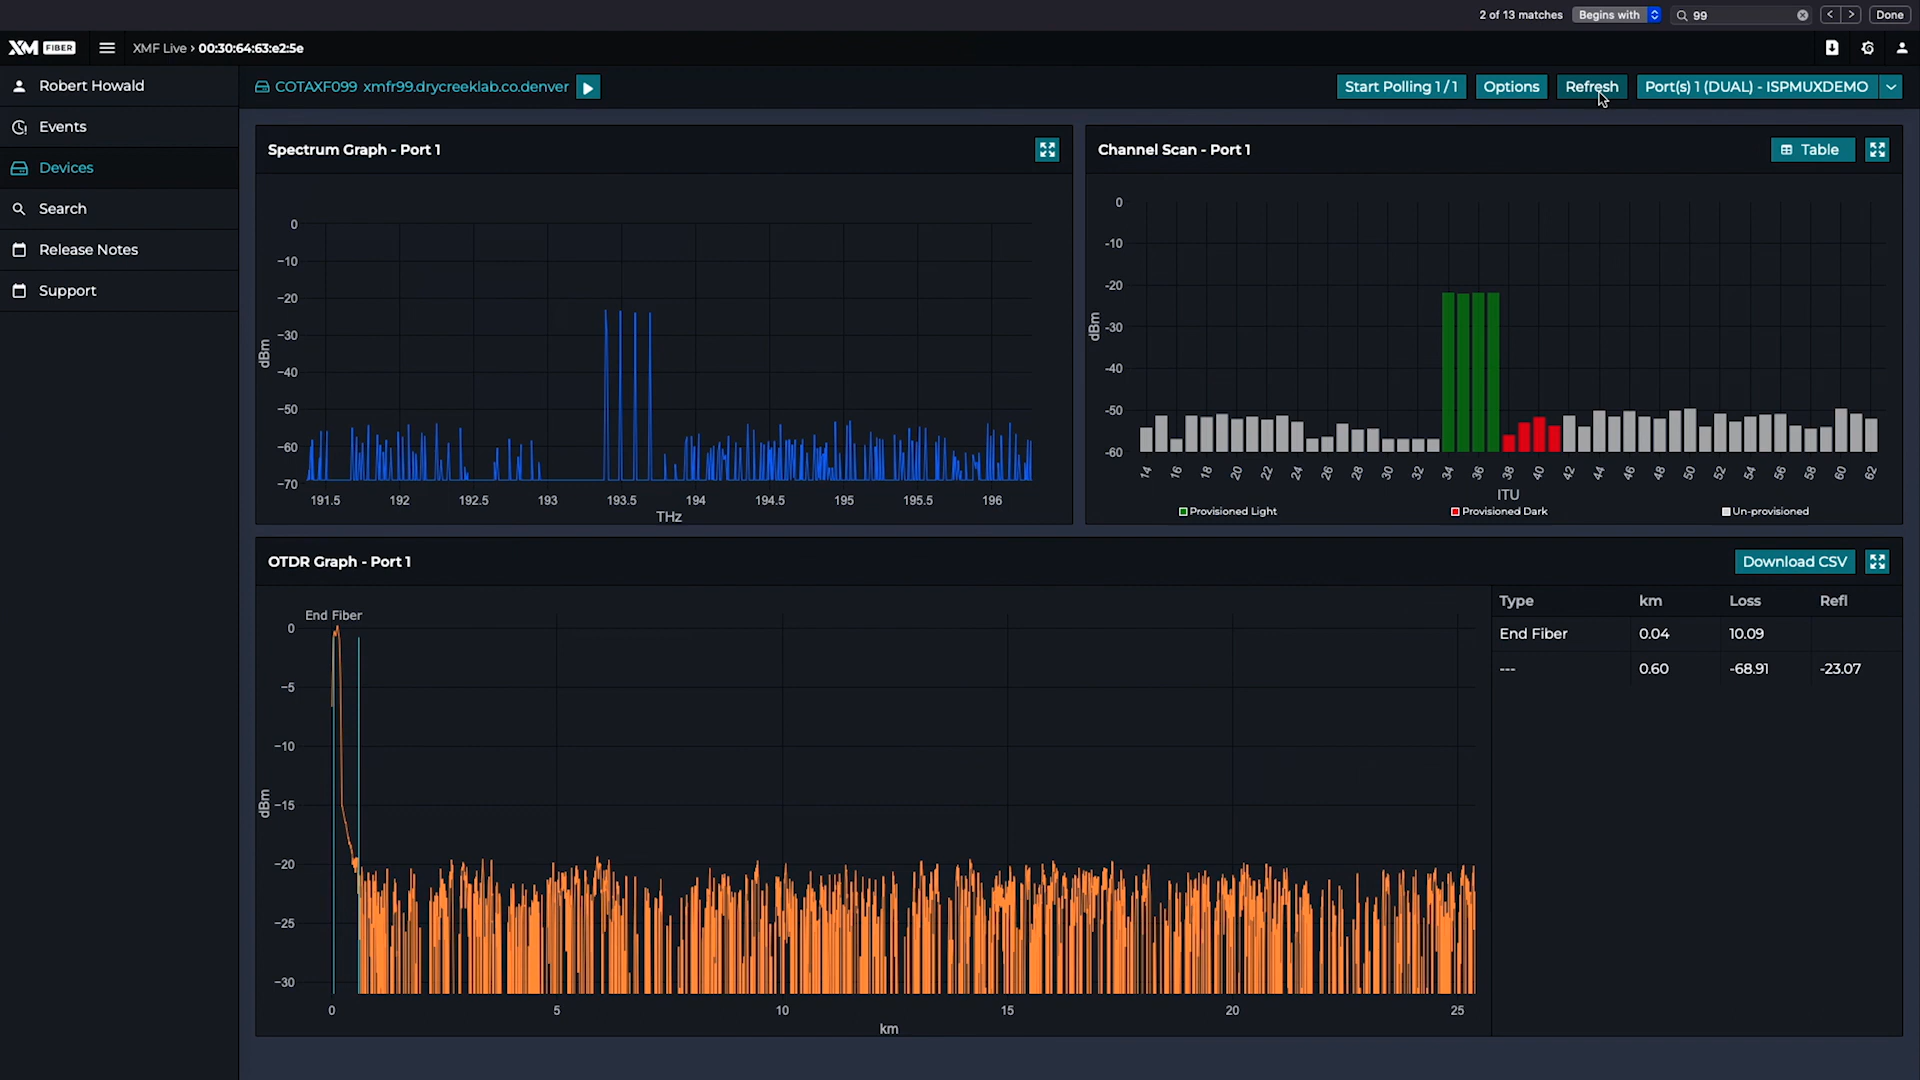 2 of 13 matches
Begins with
99
Done
XM FIBER
XMF Live › 00:30:64:63:e2:5e
Robert Howald
Events
Devices
Search
Release Notes
Support
COTAXF099 xmfr99.drycreeklab.co.denver
Start Polling 1 / 1
Options
Refresh
Port(s) 1 (DUAL) - ISPMUXDEMO
Spectrum Graph - Port 1
0
−10
−20
−30
−40
−50
−60
−70
dBm
191.5 192 192.5 193 193.5 194 194.5 195 195.5 196
THz
Channel Scan - Port 1
Table
0
-10
-20
-30
-40
-50
-60
dBm
14 16 18 20 22 24 26 28 30 32 34 36 38 40 42 44 46 48 50 52 54 56 58 60 62
ITU
Provisioned Light
Provisioned Dark
Un-provisioned
OTDR Graph - Port 1
Download CSV
End Fiber
0
−5
−10
−15
−20
−25
−30
dBm
0 5 10 15 20 25
km
Type km Loss Refl
End Fiber 0.04 10.09
--- 0.60 -68.91 -23.07